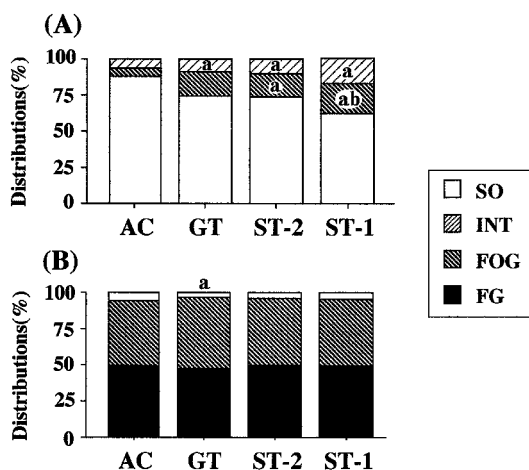 (A)
Distributions(%)
100
75
50
25
0
a
a
a
a
ab
AC GT ST-2 ST-1
SO
INT
FOG
FG
(B)
Distributions(%)
100
75
50
25
0
a
AC GT ST-2 ST-1